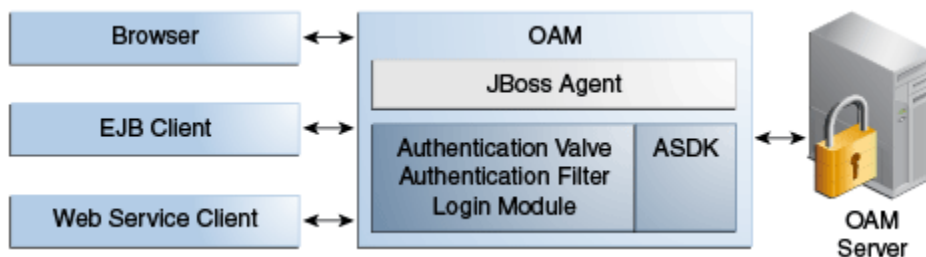 Browser
OAM
JBoss Agent
EJB Client
Authentication Valve
Authentication Filter
Login Module
ASDK
Web Service Client
OAM
Server